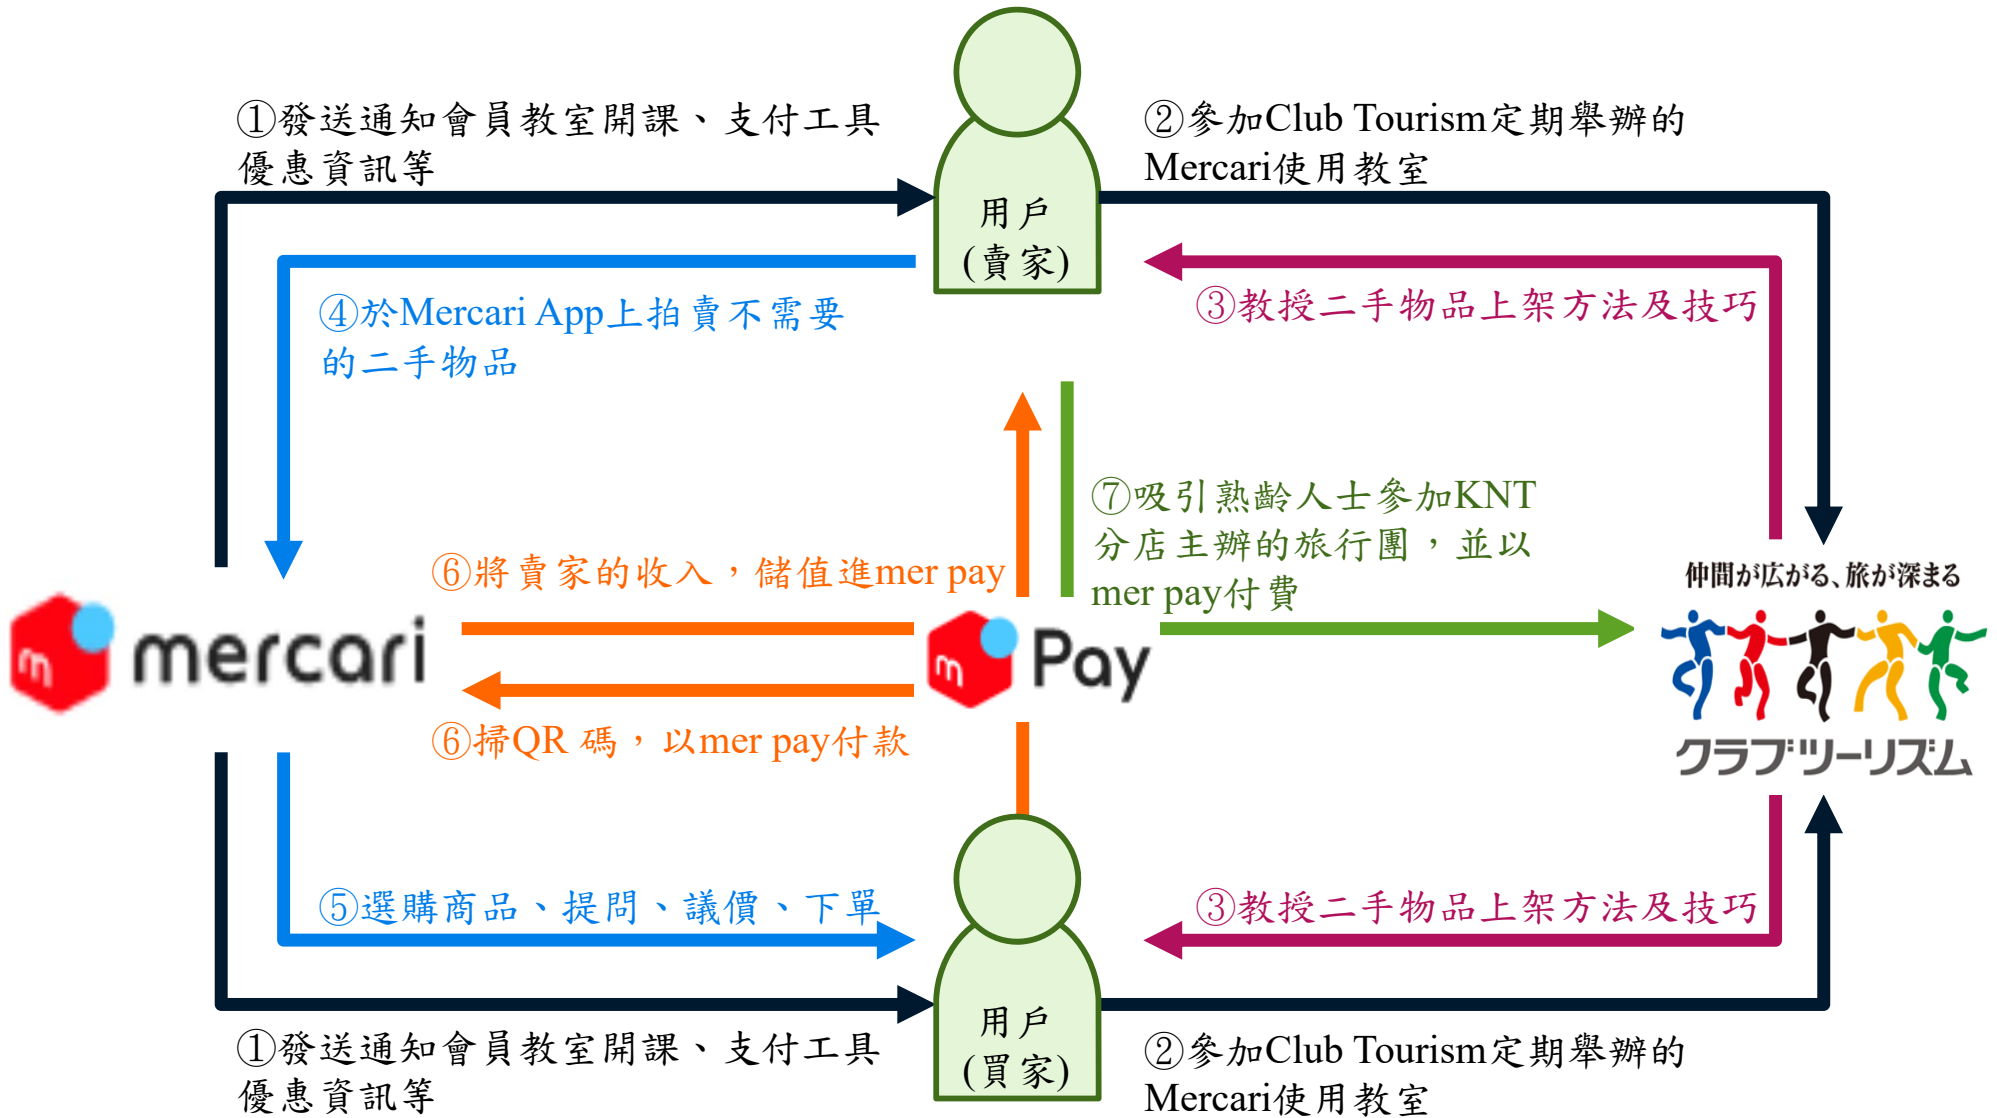 ①發送通知會員教室開課、支付工具
優惠資訊等
②參加Club Tourism定期舉辦的
Mercari使用教室
用戶
(賣家)
④於Mercari App上拍賣不需要
的二手物品
③教授二手物品上架方法及技巧
⑦吸引熟齡人士參加KNT
分店主辦的旅行團，並以
mer pay付費
⑥將賣家的收入，儲值進mer pay
仲間が広がる、旅が深まる
m mercari
m Pay
クラブツーリズム
⑥掃QR 碼，以mer pay付款
⑤選購商品、提問、議價、下單
③教授二手物品上架方法及技巧
用戶
(買家)
①發送通知會員教室開課、支付工具
優惠資訊等
②參加Club Tourism定期舉辦的
Mercari使用教室